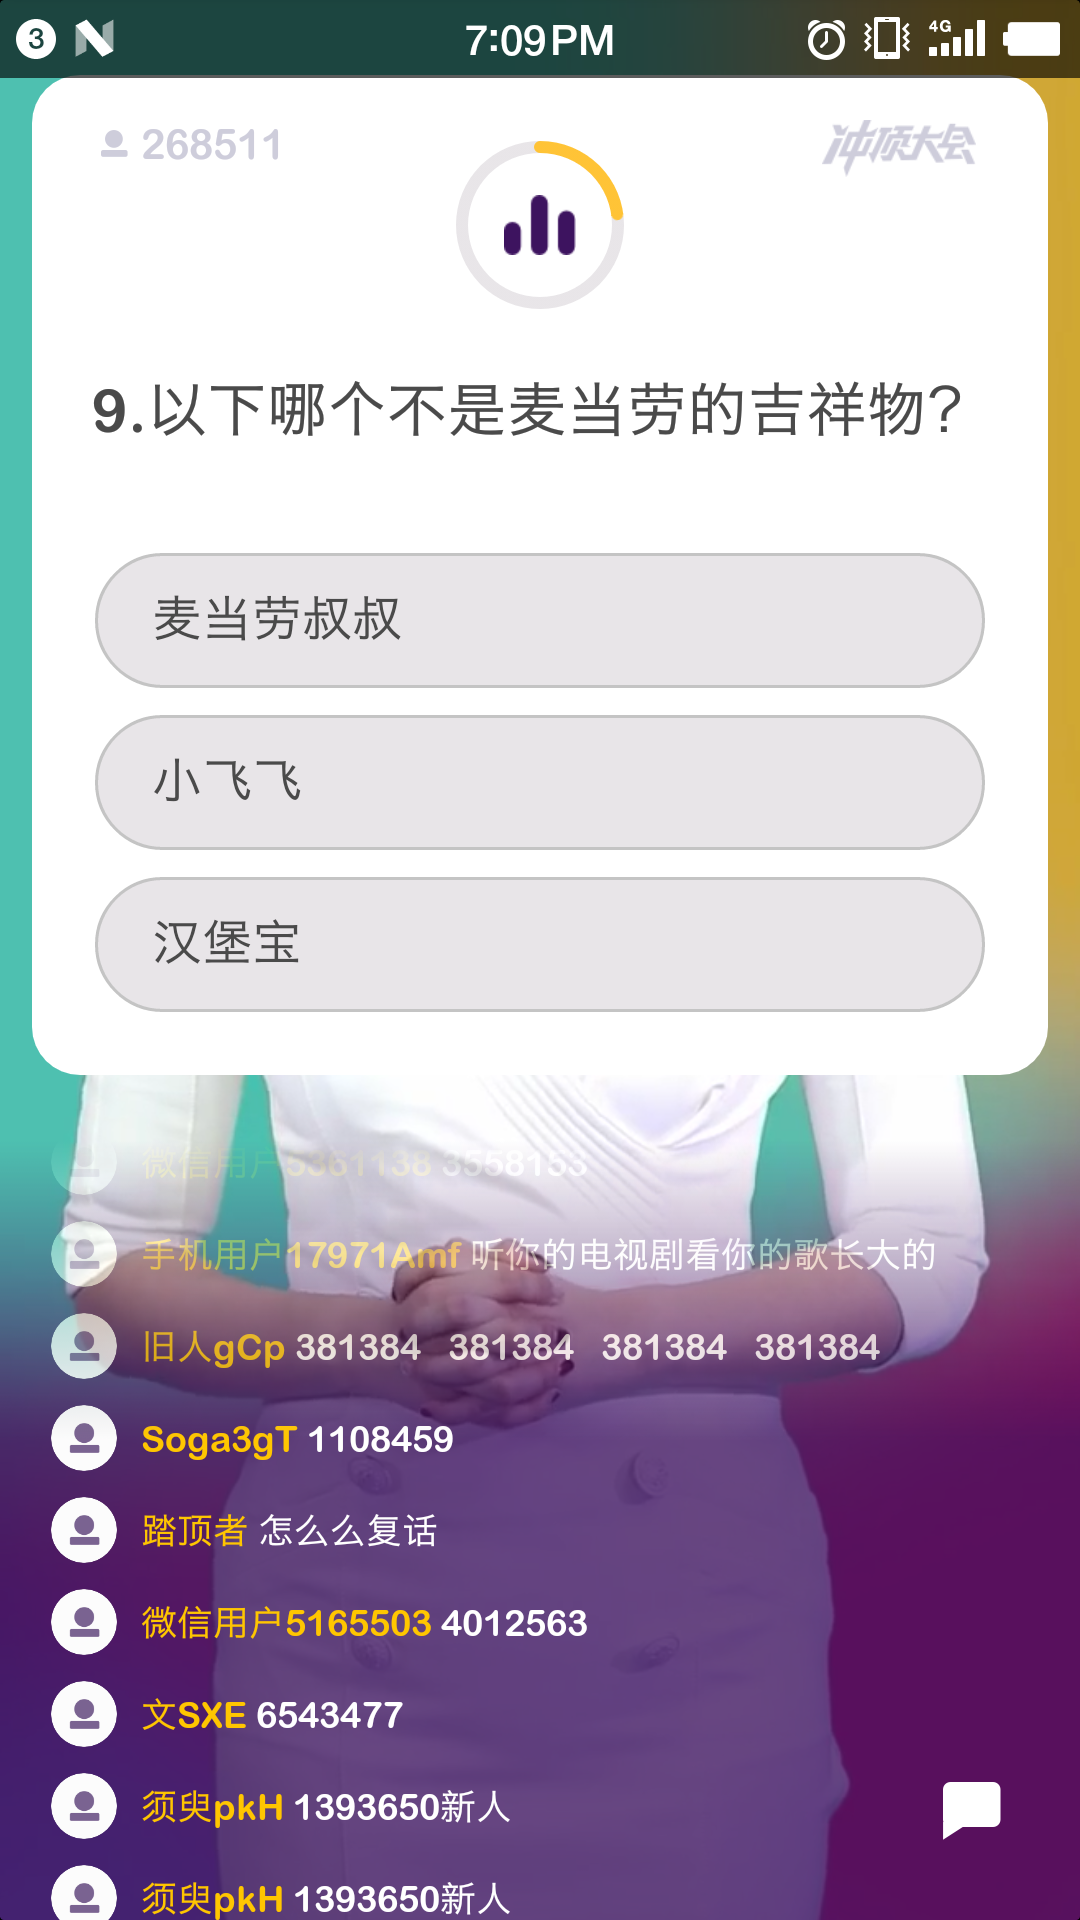 3
7:09PM
4G
268511
冲顶大会
9.以下哪个不是麦当劳的吉祥物?
麦当劳叔叔
小飞飞
汉堡宝
微信用户5361138 3558153
手机用户17971Amf 听你的电视剧看你的歌长大的
旧人gCp 381384 381384 381384 381384
Soga3gT 1108459
踏顶者 怎么么复话
微信用户5165503 4012563
文SXE 6543477
须臾pkH 1393650新人
须臾pkH 1393650新人